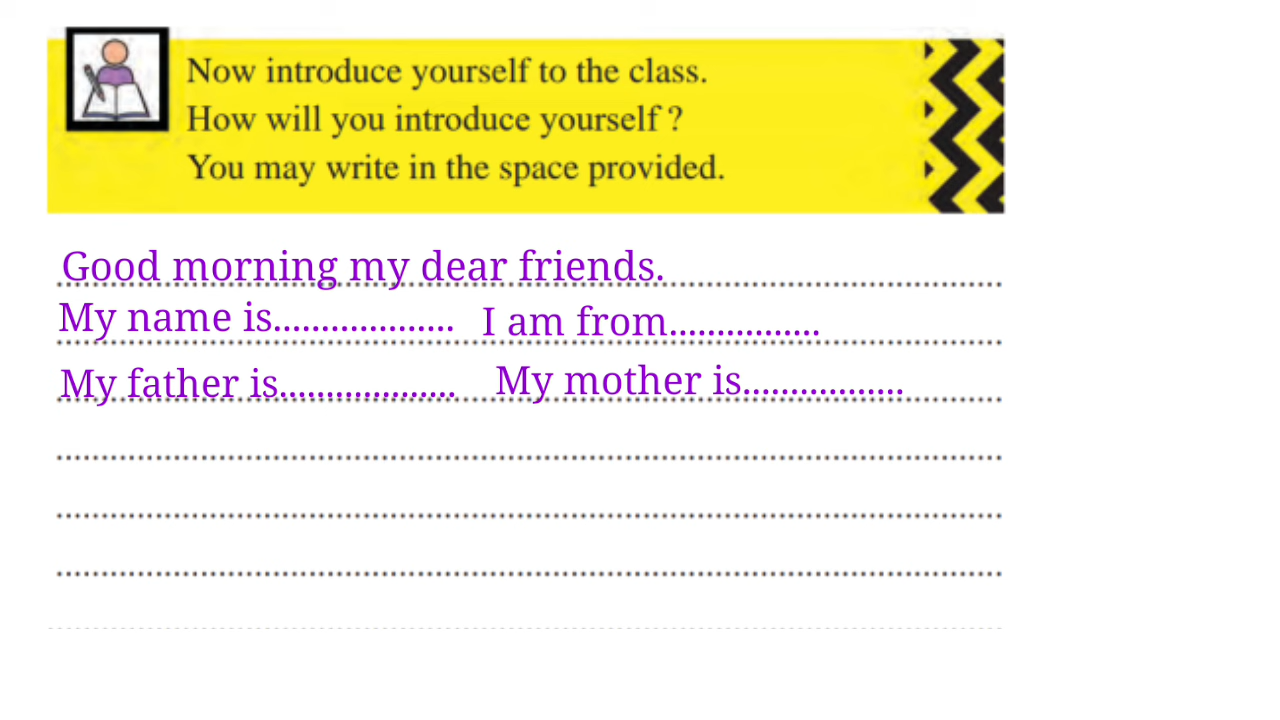 Now introduce yourself to the class.
How will you introduce yourself ?
You may write in the space provided.
Good morning my dear friends.
My name is................... I am from................
My father is................... My mother is.................